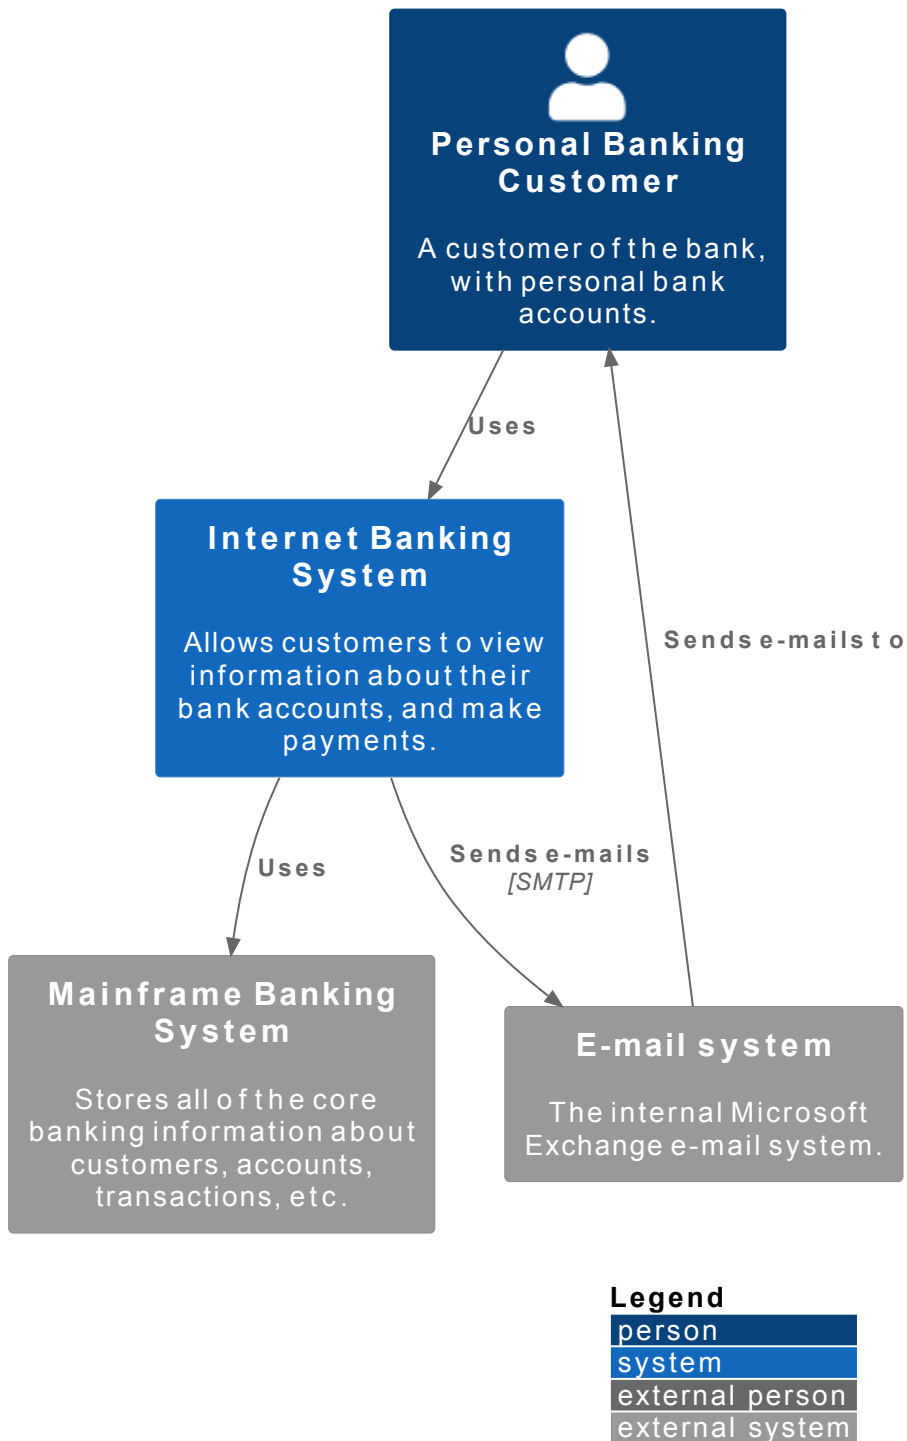 Personal Banking
Customer
A customer of the bank,
with personal bank
accounts.
Uses
Internet Banking
System
Allows customers to view
information about their
bank accounts, and make
payments.
Sends e-mails to
Uses
Sends e-mails
[SMTP]
Mainframe Banking
System
Stores all of the core
banking information about
customers, accounts,
transactions, etc.
E-mail system
The internal Microsoft
Exchange e-mail system.
Legend
person
system
external person
external system